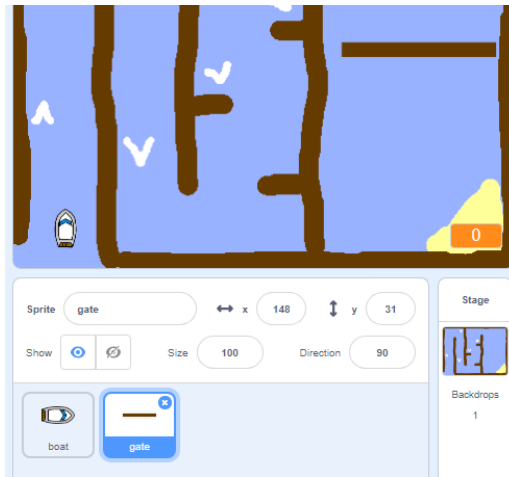 0
Sprite gate x 148 y 31
Show Size 100 Direction 90
boat
gate
Stage
Backdrops
1